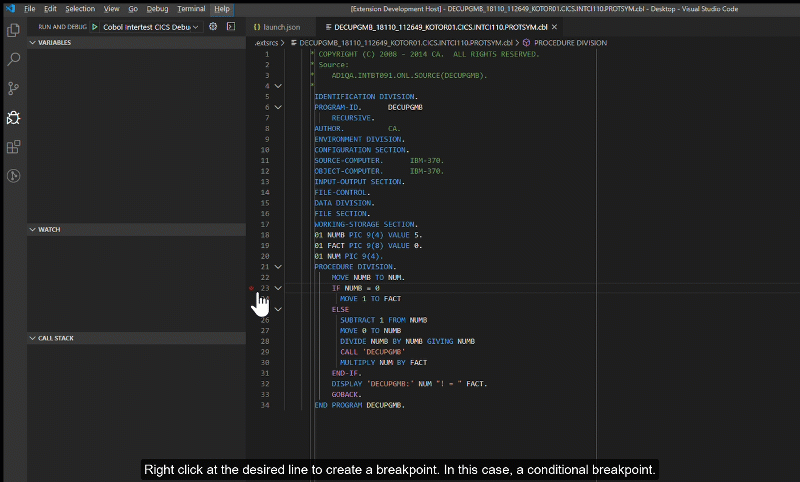 File Edit Selection View Go Debug Terminal Help
[Extension Development Host] - DECUPGMB_18110_112649_KOTOR01.CICS.INTCI110.PROTSYM.cbl - Desktop - Visual Studio Code
RUN AND DEBUG Cobol Intertest CICS Debu
{} launch.json
DECUPGMB_18110_112649_KOTOR01.CICS.INTCI110.PROTSYM.cbl ×
VARIABLES
WATCH
CALL STACK
.extsrcs > DECUPGMB_18110_112649_KOTOR01.CICS.INTCI110.PROTSYM.cbl > PROCEDURE DIVISION
1 * COPYRIGHT (C) 2008 - 2014 CA. ALL RIGHTS RESERVED.
2 * Source:
3 * AD1QA.INTBT091.ONL.SOURCE(DECUPGMB).
4 *
5 IDENTIFICATION DIVISION.
6 PROGRAM-ID. DECUPGMB
7 RECURSIVE.
8 AUTHOR. CA.
9 ENVIRONMENT DIVISION.
10 CONFIGURATION SECTION.
11 SOURCE-COMPUTER. IBM-370.
12 OBJECT-COMPUTER. IBM-370.
13 INPUT-OUTPUT SECTION.
14 FILE-CONTROL.
15 DATA DIVISION.
16 FILE SECTION.
17 WORKING-STORAGE SECTION.
18 01 NUMB PIC 9(4) VALUE 5.
19 01 FACT PIC 9(8) VALUE 0.
20 01 NUM PIC 9(4).
21 PROCEDURE DIVISION.
22 MOVE NUMB TO NUM.
23 IF NUMB = 0
MOVE 1 TO FACT
ELSE
26 SUBTRACT 1 FROM NUMB
27 MOVE 0 TO NUMB
28 DIVIDE NUMB BY NUMB GIVING NUMB
29 CALL 'DECUPGMB'
30 MULTIPLY NUM BY FACT
31 END-IF.
32 DISPLAY 'DECUPGMB:' NUM "! = " FACT.
33 GOBACK.
34 END PROGRAM DECUPGMB.
Right click at the desired line to create a breakpoint. In this case, a conditional breakpoint.